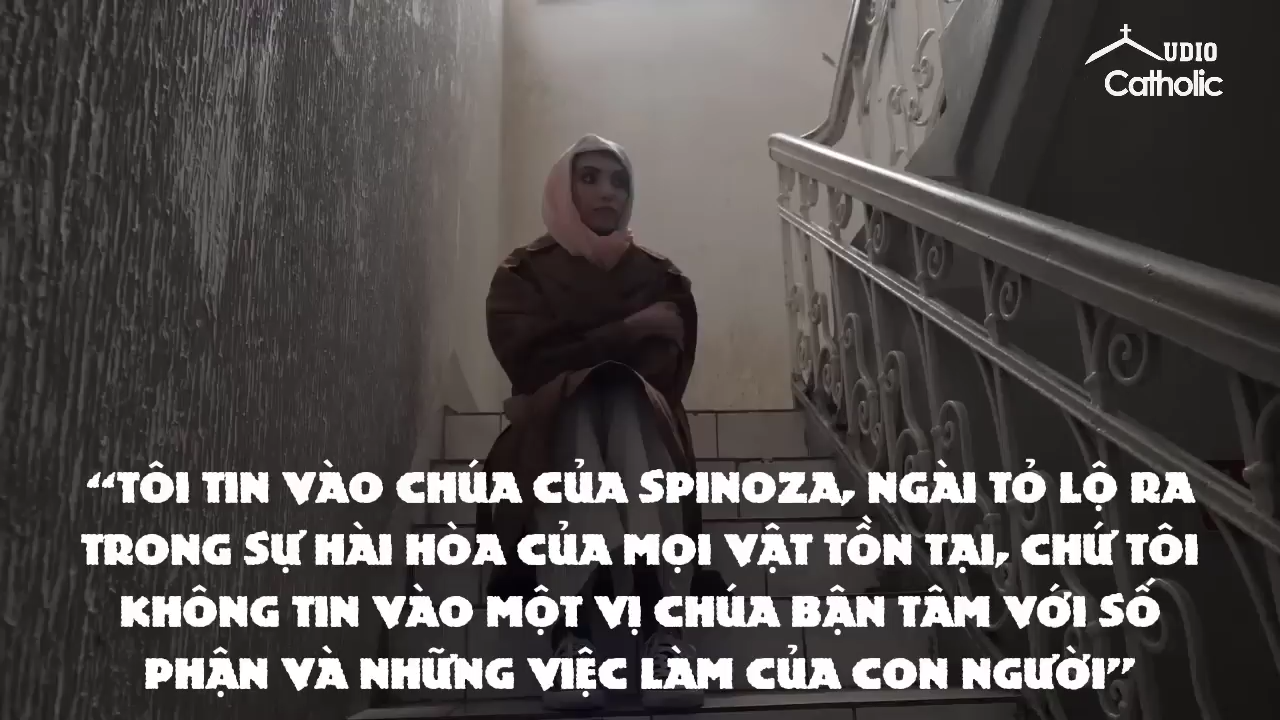 UDIO
Catholic
“TÔI TIN VÀO CHÚA CỦA SPINOZA, NGÀI TỎ LỘ RA
TRONG SỰ HÀI HÒA CỦA MỌI VẬT TỒN TẠI, CHỨ TÔI
KHÔNG TIN VÀO MỘT VỊ CHÚA BẬN TÂM VỚI SỐ
PHẬN VÀ NHỮNG VIỆC LÀM CỦA CON NGƯỜI”